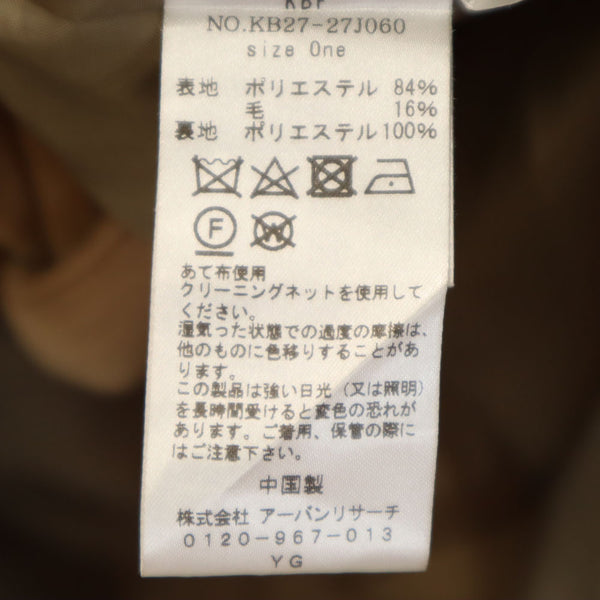 KBF
NO.KB27-27J060
size One
表地 ポリエステル 84%
毛 16%
裏地 ポリエステル100%
F
W
あて布使用
クリーニングネットを使用して
ください。
湿気った状態での過度の摩擦は、
他のものに色移りすることがあ
ります。
この製品は強い日光（又は照明）
を長時間受けると変色の恐れが
あります。ご着用、保管の際に
はご注意下さい。
中国製
株式会社 アーバンリサーチ
0120-967-013
YG